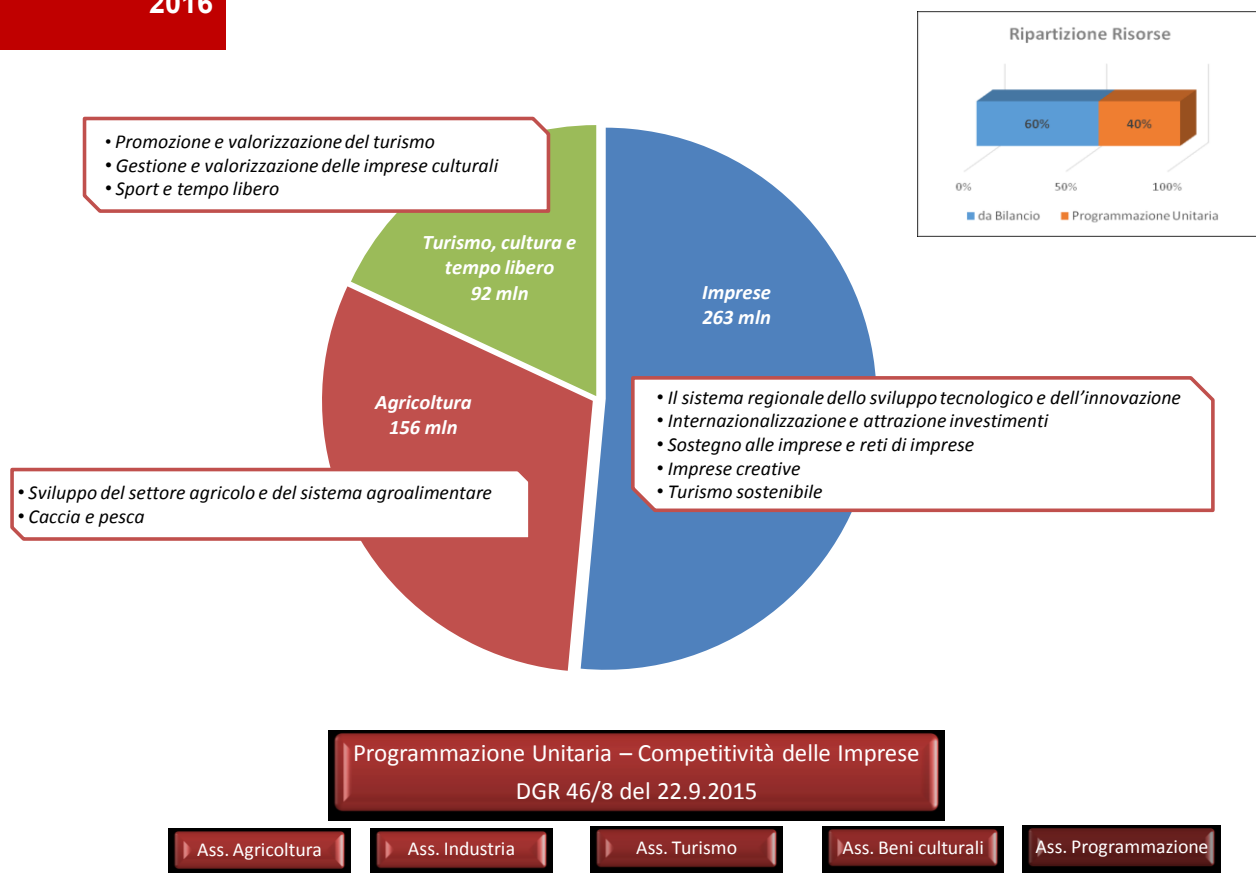 2016
Ripartizione Risorse
60%
40%
0%
50%
100%
da Bilancio
Programmazione Unitaria
• Promozione e valorizzazione del turismo
• Gestione e valorizzazione delle imprese culturali
• Sport e tempo libero
Turismo, cultura e
tempo libero
92 mln
Imprese
263 mln
• Il sistema regionale dello sviluppo tecnologico e dell'innovazione
• Internazionalizzazione e attrazione investimenti
• Sostegno alle imprese e reti di imprese
• Imprese creative
• Turismo sostenibile
Agricoltura
156 mln
• Sviluppo del settore agricolo e del sistema agroalimentare
• Caccia e pesca
Programmazione Unitaria – Competitività delle Imprese
DGR 46/8 del 22.9.2015
Ass. Agricoltura
Ass. Industria
Ass. Turismo
Ass. Beni culturali
Ass. Programmazione